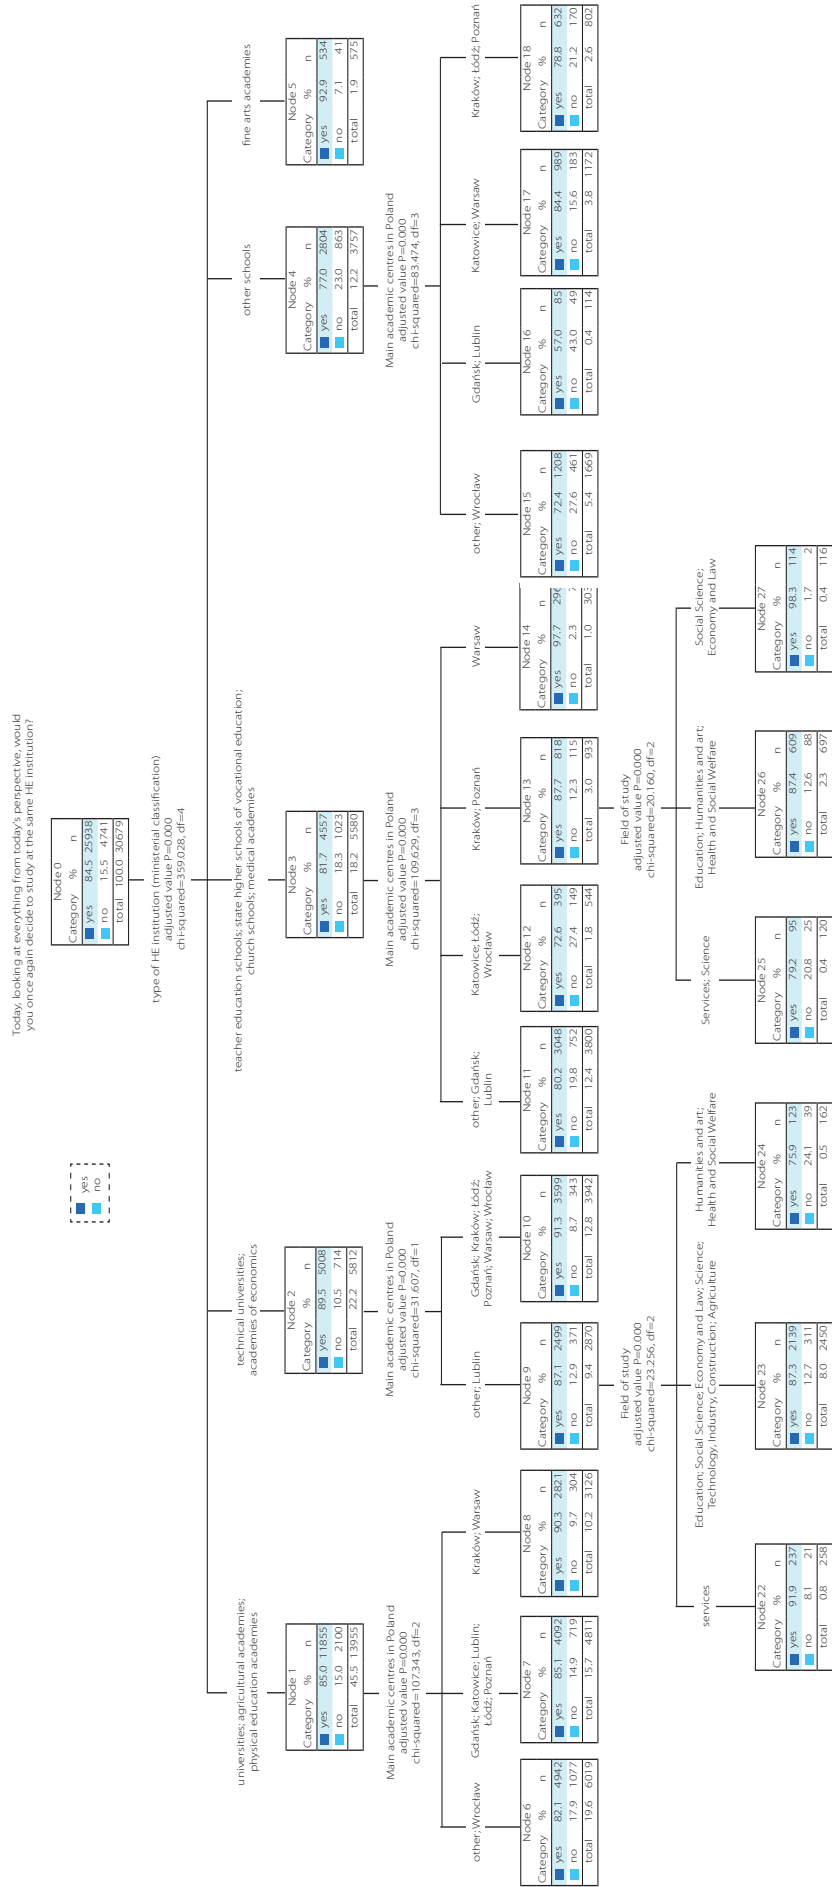 Today, looking at everything from today's perspective, would
you once again decide to study at the same HE institution?
yes
no
Node 0
Category % n
yes 84.5 25938
no 15.5 4741
total 100.0 30679
type of HE institution (ministerial classification)
adjusted value P=0.000
chi-squared=359.028, df=4
universities; agricultural academies;
physical education academies
Node 1
Category % n
yes 85.0 11855
no 15.0 2100
total 45.5 13955
technical universities;
academies of economics
Node 2
Category % n
yes 89.5 5008
no 10.5 714
total 22.2 5812
teacher education schools; state higher schools of vocational education;
church schools; medical academies
Node 3
Category % n
yes 81.7 4557
no 18.3 1023
total 18.2 5580
other schools
Node 4
Category % n
yes 77.0 2804
no 23.0 863
total 12.2 3757
fine arts academies
Node 5
Category % n
yes 92.9 534
no 7.1 41
total 1.9 575
Main academic centres in Poland
adjusted value P=0.000
chi-squared=107.343, df=2
Main academic centres in Poland
adjusted value P=0.000
chi-squared=31.607, df=1
Main academic centres in Poland
adjusted value P=0.000
chi-squared=109.629, df=3
Main academic centres in Poland
adjusted value P=0.000
chi-squared=83.474, df=3
other; Wrocław
Node 6
Category % n
yes 82.1 4942
no 17.9 1077
total 19.6 6019
Gdańsk; Katowice; Lublin;
Łódź; Poznań
Node 7
Category % n
yes 85.1 4092
no 14.9 719
total 15.7 4811
Kraków; Warsaw
Node 8
Category % n
yes 90.3 2821
no 9.7 304
total 10.2 3126
other; Lublin
Node 9
Category % n
yes 87.1 2499
no 12.9 371
total 9.4 2870
Gdańsk; Kraków; Łódź;
Poznań; Warsaw; Wrocław
Node 10
Category % n
yes 91.3 3599
no 8.7 343
total 12.8 3942
other; Gdańsk;
Lublin
Node 11
Category % n
yes 80.2 3048
no 19.8 752
total 12.4 3800
Katowice; Łódź;
Wrocław
Node 12
Category % n
yes 72.6 395
no 27.4 149
total 1.8 544
Kraków; Poznań
Node 13
Category % n
yes 87.7 818
no 12.3 115
total 3.0 933
Warsaw
Node 14
Category % n
yes 97.7 296
no 2.3 7
total 1.0 303
other; Wrocław
Node 15
Category % n
yes 72.4 1208
no 27.6 461
total 5.4 1669
Gdańsk; Lublin
Node 16
Category % n
yes 57.0 85
no 43.0 49
total 0.4 114
Katowice; Warsaw
Node 17
Category % n
yes 84.4 989
no 15.6 183
total 3.8 1172
Kraków; Łódź; Poznań
Node 18
Category % n
yes 78.8 632
no 21.2 170
total 2.6 802
Field of study
adjusted value P=0.000
chi-squared=23.256, df=2
Field of study
adjusted value P=0.000
chi-squared=20.160, df=2
services
Node 22
Category % n
yes 91.9 237
no 8.1 21
total 0.8 258
Education; Social Science; Economy and Law; Science;
Technology, Industry, Construction; Agriculture
Node 23
Category % n
yes 87.3 2139
no 12.7 311
total 8.0 2450
Humanities and art;
Health and Social Welfare
Node 24
Category % n
yes 75.9 123
no 24.1 39
total 0.5 162
Services; Science
Node 25
Category % n
yes 79.2 95
no 20.8 25
total 0.4 120
Education; Humanities and art;
Health and Social Welfare
Node 26
Category % n
yes 87.4 609
no 12.6 88
total 2.3 697
Social Science;
Economy and Law
Node 27
Category % n
yes 98.3 114
no 1.7 2
total 0.4 116